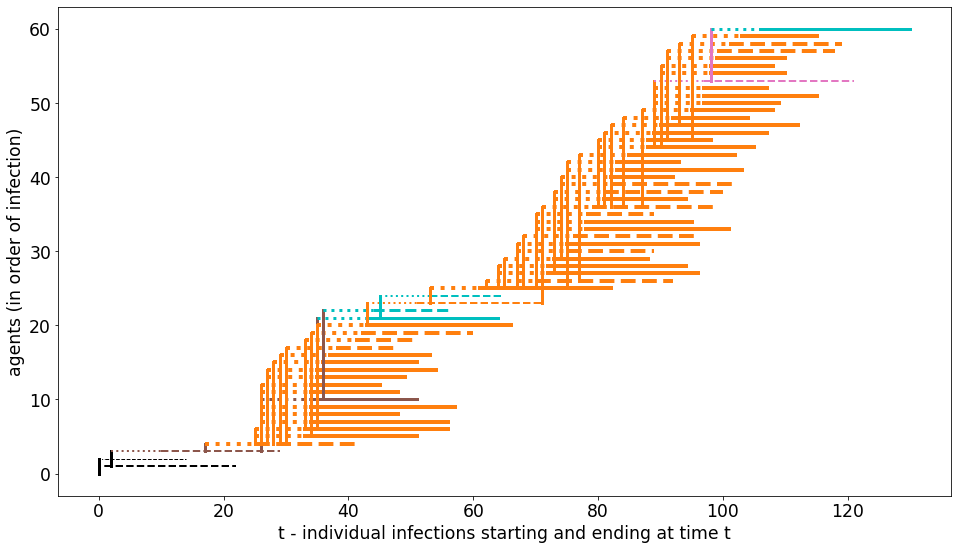 60
50
40
30
20
10
0
agents (in order of infection)
0 20 40 60 80 100 120
t - individual infections starting and ending at time t